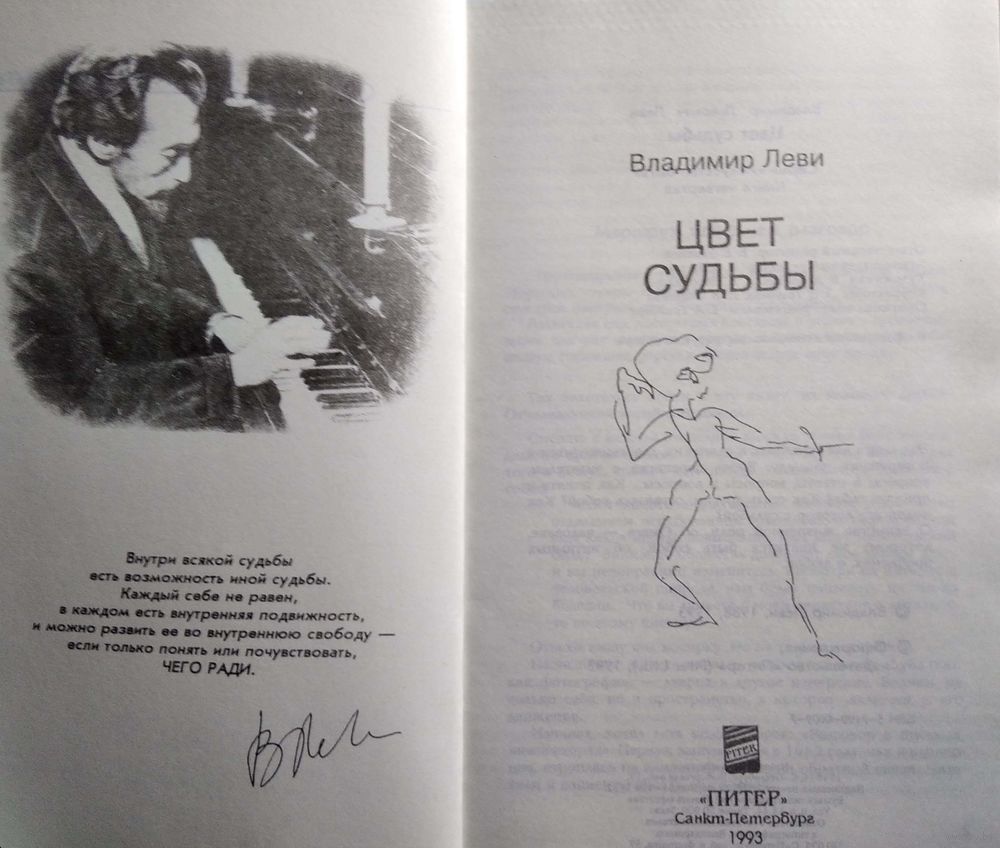 Внутри всякой судьбы
есть возможность иной судьбы.
Каждый себе не равен,
в каждом есть внутренняя подвижность,
и можно развить ее во внутреннюю свободу —
если только понять или почувствовать,
ЧЕГО РАДИ.
Владимир Леви
ЦВЕТ
СУДЬБЫ
PITER
«ПИТЕР»
Санкт-Петербург
1993